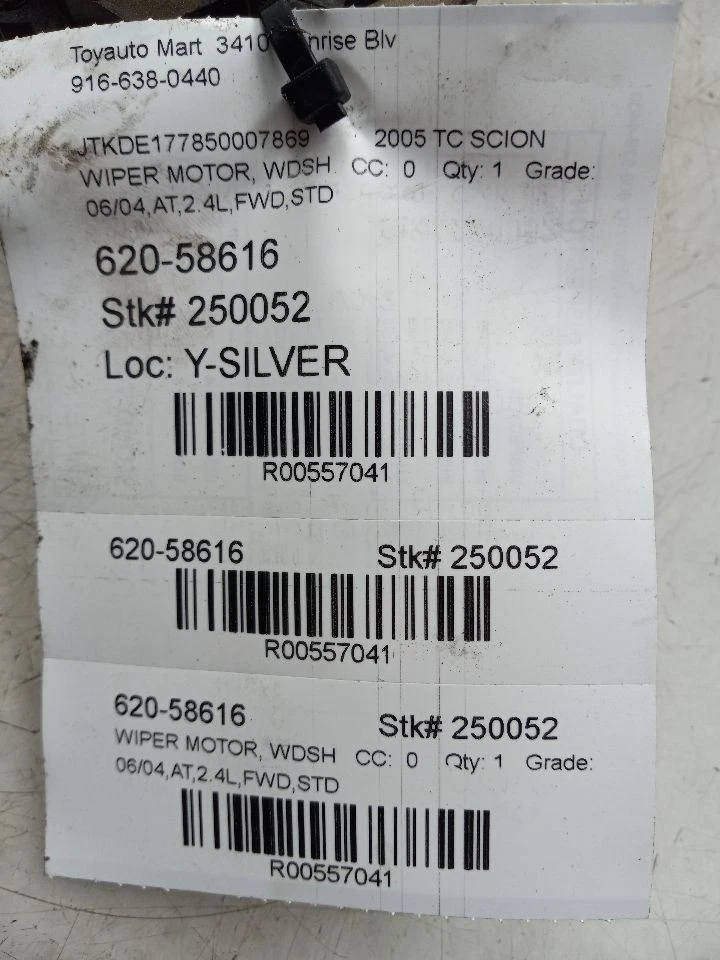 Toyauto Mart 3410 nrise Blv
916-638-0440
JTKDE177850007869 2005 TC SCION
WIPER MOTOR, WDSH CC: 0 Qty: 1 Grade:
06/04,AT,2.4L,FWD,STD
620-58616
Stk# 250052
Loc: Y-SILVER
R00557041
620-58616 Stk# 250052
R00557041
620-58616 Stk# 250052
WIPER MOTOR, WDSH CC: 0 Qty: 1 Grade:
06/04,AT,2.4L,FWD,STD
R00557041